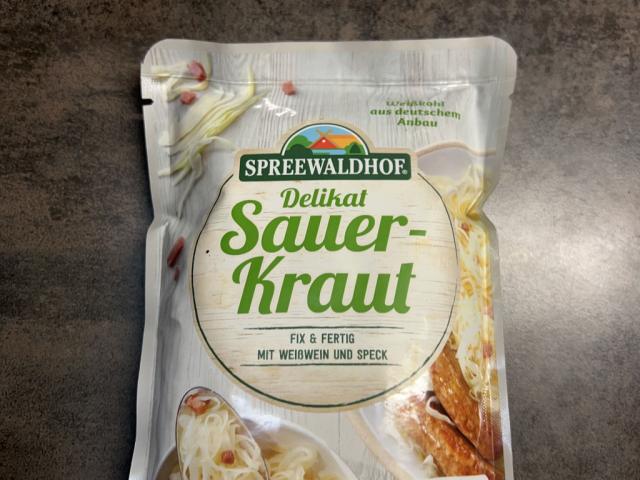 Weißkohl
aus deutschem
Anbau
SPREEWALDHOF®
Delikat
Sauer-
Kraut
FIX & FERTIG
MIT WEIßWEIN UND SPECK